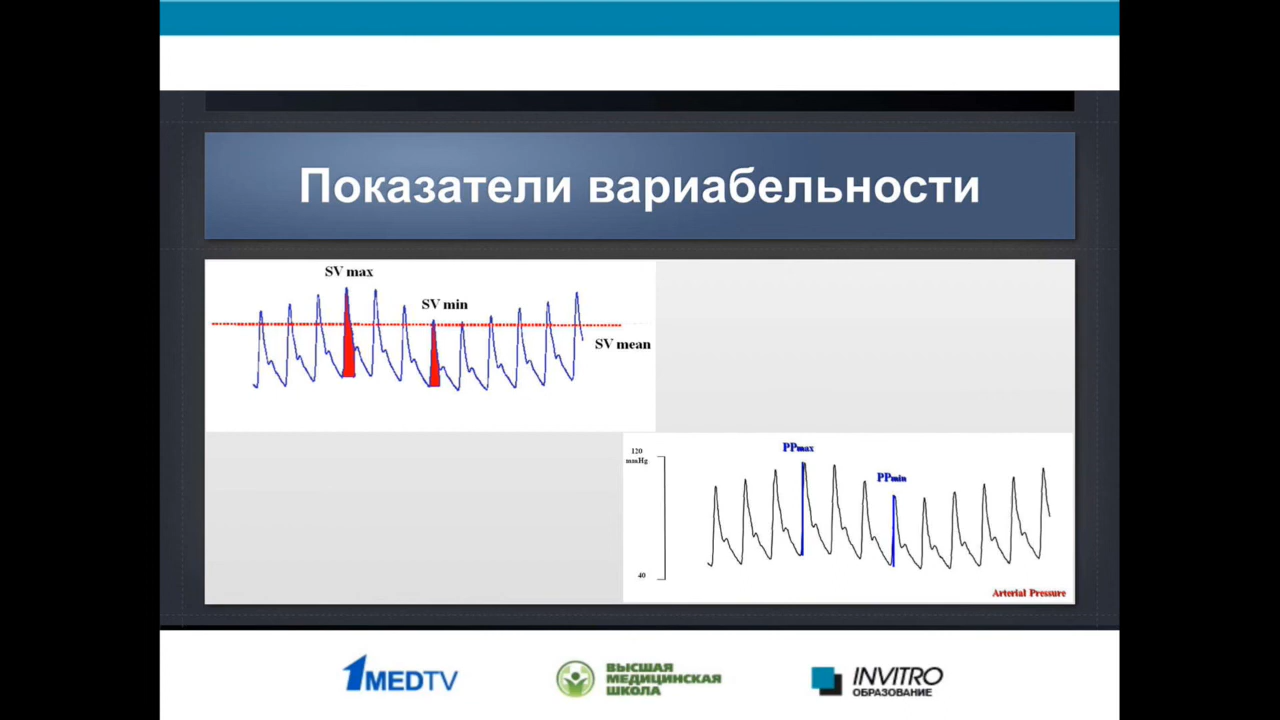 Показатели вариабельности
SV max
SV min
SV mean
120
mmHg
PPmax
PPmin
40
Arterial Pressure
1MEDTV
ВЫСШАЯ
МЕДИЦИНСКАЯ
ШКОЛА
INVITRO
ОБРАЗОВАНИЕ